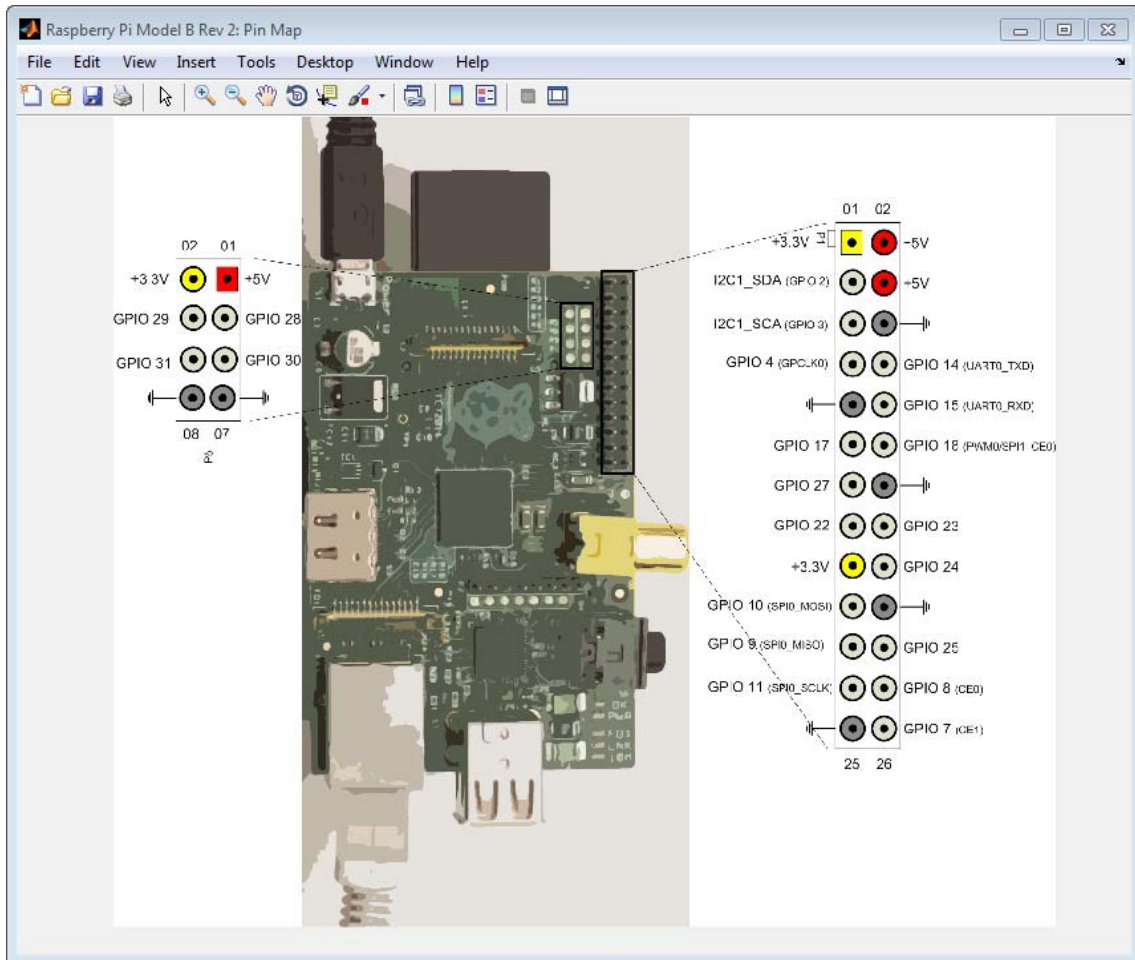 Raspberry Pi Model B Rev 2: Pin Map
File Edit View Insert Tools Desktop Window Help
02 01
+3.3V +5V
GPIO 29 GPIO 28
GPIO 31 GPIO 30
08 07
01 02
+3.3V P1 +5V
I2C1_SDA (GPIO 2) +5V
I2C1_SCA (GPIO 3)
GPIO 4 (GPCLK0) GPIO 14 (UART0_TXD)
GPIO 15 (UART0_RXD)
GPIO 17 GPIO 18 (PWM0/SPI1_CE0)
GPIO 27
GPIO 22 GPIO 23
+3.3V GPIO 24
GPIO 10 (SPI0_MOSI)
GPIO 9 (SPI0_MISO) GPIO 25
GPIO 11 (SPI0_SCLK) GPIO 8 (CE0)
GPIO 7 (CE1)
25 26